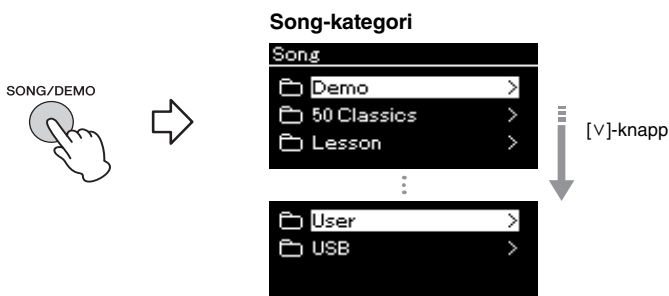 Song-kategori
SONG/DEMO
Song
Demo >
50 Classics >
Lesson >
[∨]-knapp
User >
USB >